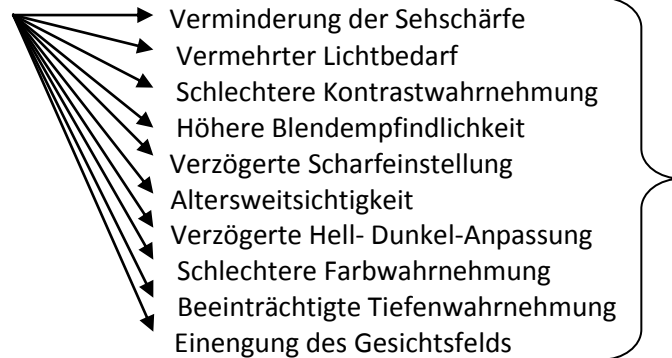 Verminderung der Sehschärfe
Vermehrter Lichtbedarf
Schlechtere Kontrastwahrnehmung
Höhere Blendempfindlichkeit
Verzögerte Scharfeinstellung
Altersweitsichtigkeit
Verzögerte Hell- Dunkel-Anpassung
Schlechtere Farbwahrnehmung
Beeinträchtigte Tiefenwahrnehmung
Einengung des Gesichtsfelds